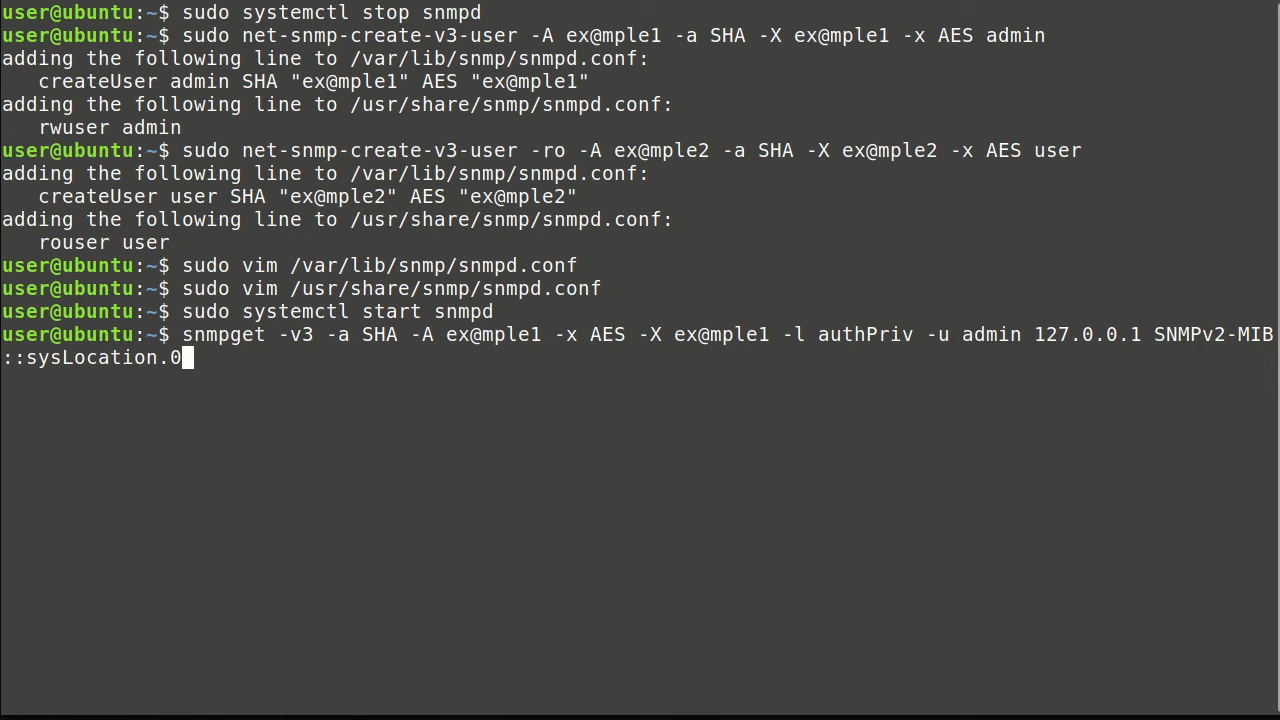 user@ubuntu:~$ sudo systemctl stop snmpd
user@ubuntu:~$ sudo net-snmp-create-v3-user -A ex@mple1 -a SHA -X ex@mple1 -x AES admin
adding the following line to /var/lib/snmp/snmpd.conf:
   createUser admin SHA "ex@mple1" AES "ex@mple1"
adding the following line to /usr/share/snmp/snmpd.conf:
   rwuser admin
user@ubuntu:~$ sudo net-snmp-create-v3-user -ro -A ex@mple2 -a SHA -X ex@mple2 -x AES user
adding the following line to /var/lib/snmp/snmpd.conf:
   createUser user SHA "ex@mple2" AES "ex@mple2"
adding the following line to /usr/share/snmp/snmpd.conf:
   rouser user
user@ubuntu:~$ sudo vim /var/lib/snmp/snmpd.conf
user@ubuntu:~$ sudo vim /usr/share/snmp/snmpd.conf
user@ubuntu:~$ sudo systemctl start snmpd
user@ubuntu:~$ snmpget -v3 -a SHA -A ex@mple1 -x AES -X ex@mple1 -l authPriv -u admin 127.0.0.1 SNMPv2-MIB
::sysLocation.0